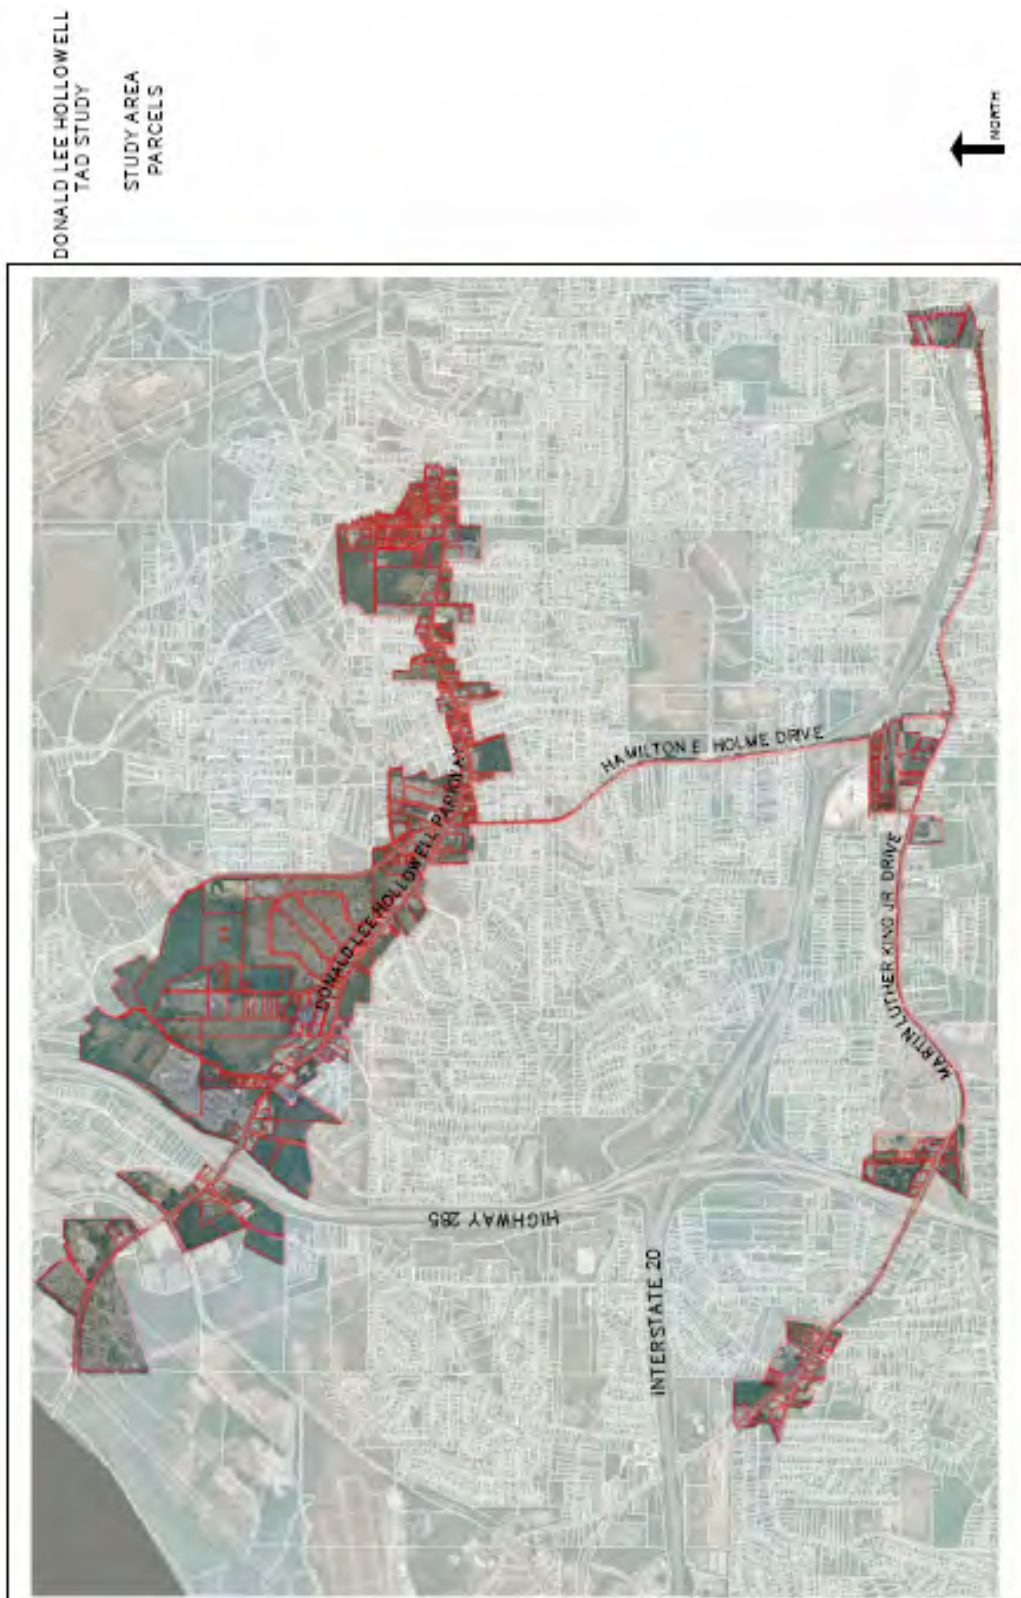 DONALD LEE HOLLOWELL
TAD STUDY
STUDY AREA
PARCELS
NORTH
DONALD LEE HOLLOWELL PARKWAY
HAMILTON E HOLME DRIVE
MARTIN LUTHER KING JR DRIVE
HIGHWAY 285
INTERSTATE 20